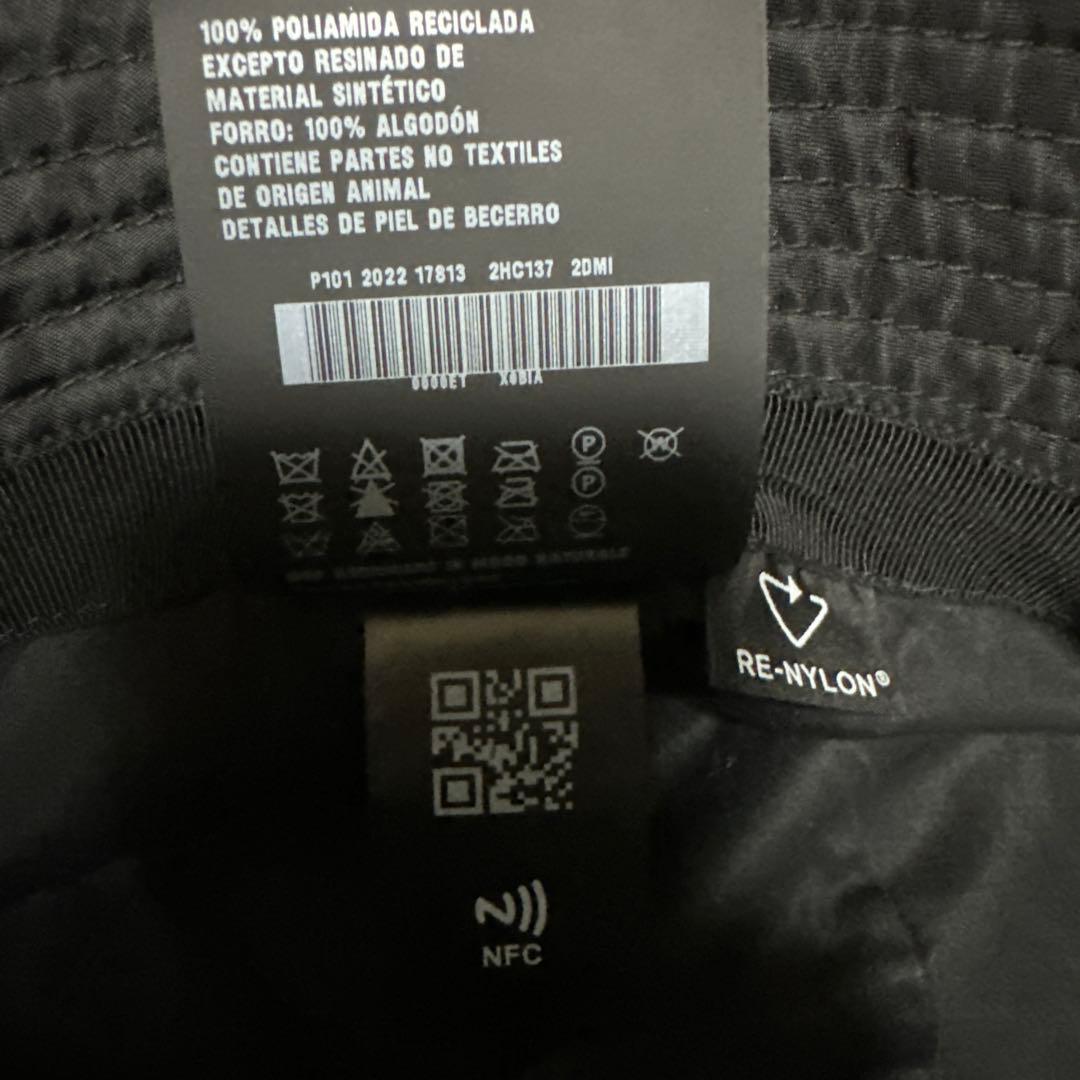 100% POLIAMIDA RECICLADA
EXCEPTO RESINADO DE
MATERIAL SINTÉTICO
FORRO: 100% ALGODÓN
CONTIENE PARTES NO TEXTILES
DE ORIGEN ANIMAL
DETALLES DE PIEL DE BECERRO
P101 2022 17813 2HC137 2DMI
P
W
P
RE-NYLON®
NFC